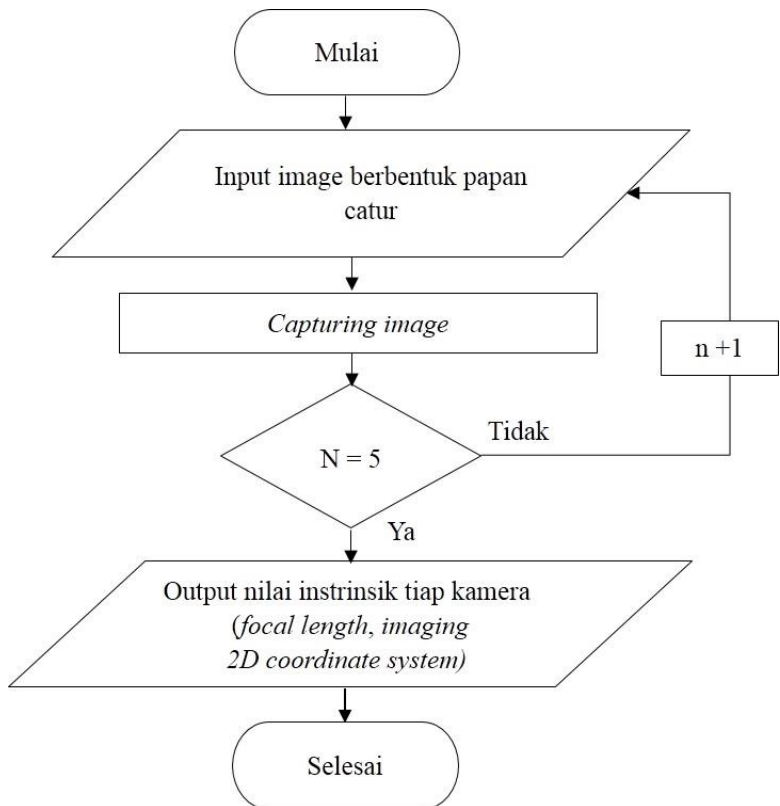 Mulai
Input image berbentuk papan
catur
Capturing image
n +1
Tidak
N = 5
Ya
Output nilai instrinsik tiap kamera
(focal length, imaging
2D coordinate system)
Selesai